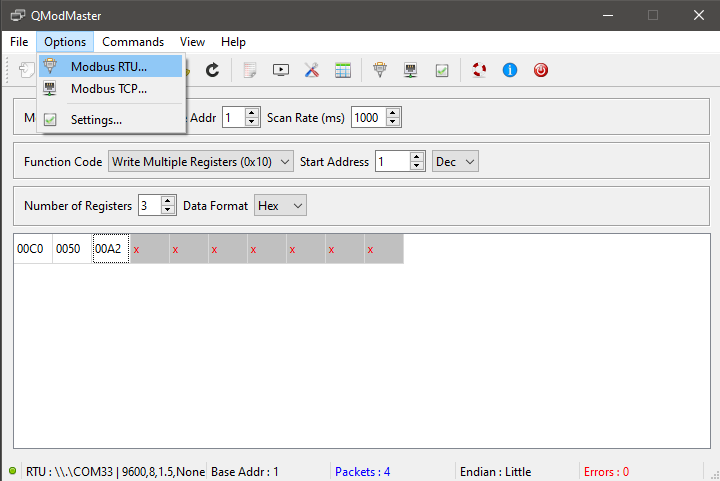 QModMaster
File Options Commands View Help
Modbus RTU...
Modbus TCP...
Settings...
Addr 1 Scan Rate (ms) 1000
Function Code Write Multiple Registers (0x10) Start Address 1 Dec
Number of Registers 3 Data Format Hex
00C0 0050 00A2 x x x x x x x
RTU : \\.\COM33 | 9600,8,1.5,None Base Addr : 1 Packets : 4 Endian : Little Errors : 0